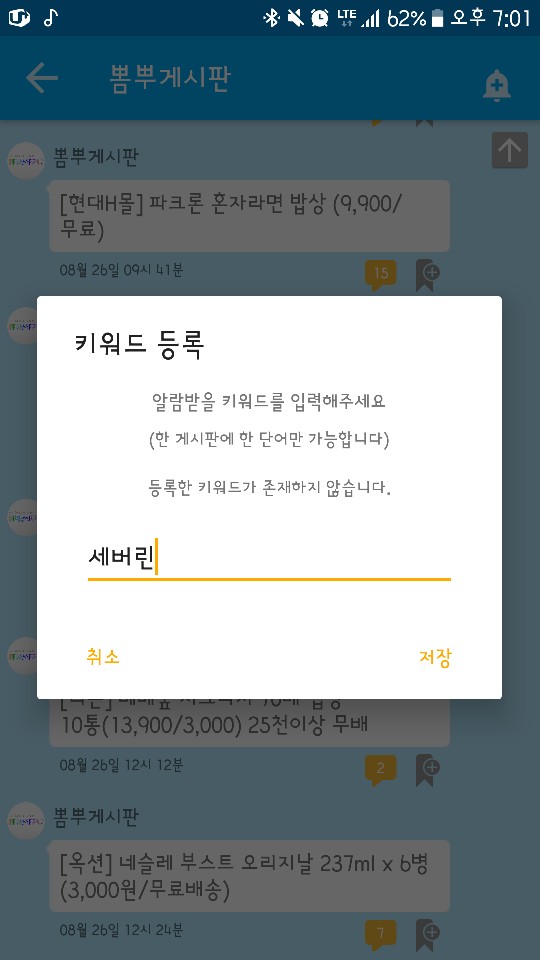 LTE 62% 오후 7:01
뽐뿌게시판
뽐뿌게시판
[현대H몰] 파크론 혼자라면 밥상 (9,900/
무료)
08월 26일 09시 41분
15
키워드 등록
알람받을 키워드를 입력해주세요
(한 게시판에 한 단어만 가능합니다)
등록한 키워드가 존재하지 않습니다.
세버린
취소
저장
10통(13,900/3,000) 25천이상 무배
08월 26일 12시 12분
2
뽐뿌게시판
[옥션] 네슬레 부스트 오리지날 237ml x 6병
(3,000원/무료배송)
08월 26일 12시 24분
7